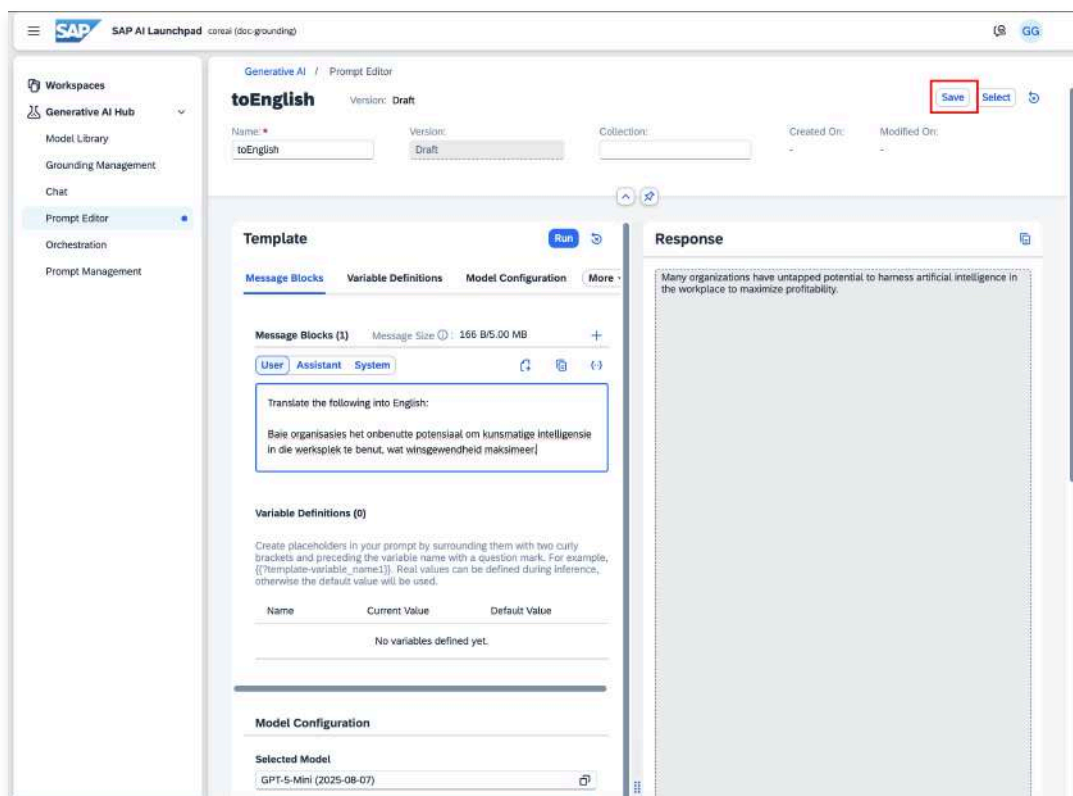 SAP SAP AI Launchpad coreai (doc-grounding) GG
Workspaces
Generative AI Hub
Model Library
Grounding Management
Chat
Prompt Editor
Orchestration
Prompt Management
Generative AI / Prompt Editor
toEnglish Version: Draft Save Select
Name: * Version: Collection: Created On: Modified On:
toEnglish Draft - -
Template Run
Message Blocks Variable Definitions Model Configuration More
Message Blocks (1) Message Size : 166 B/5.00 MB
User Assistant System
Translate the following into English:
Baie organisasies het onbenutte potensiaal om kunsmatige intelligensie
in die werksplek te benut, wat winsgewendheid maksimeer
Variable Definitions (0)
Create placeholders in your prompt by surrounding them with two curly
brackets and preceding the variable name with a question mark. For example,
{{?template-variable_name1}}. Real values can be defined during inference,
otherwise the default value will be used.
Name Current Value Default Value
No variables defined yet.
Model Configuration
Selected Model
GPT-5-Mini (2025-08-07)
Response
Many organizations have untapped potential to harness artificial intelligence in
the workplace to maximize profitability.